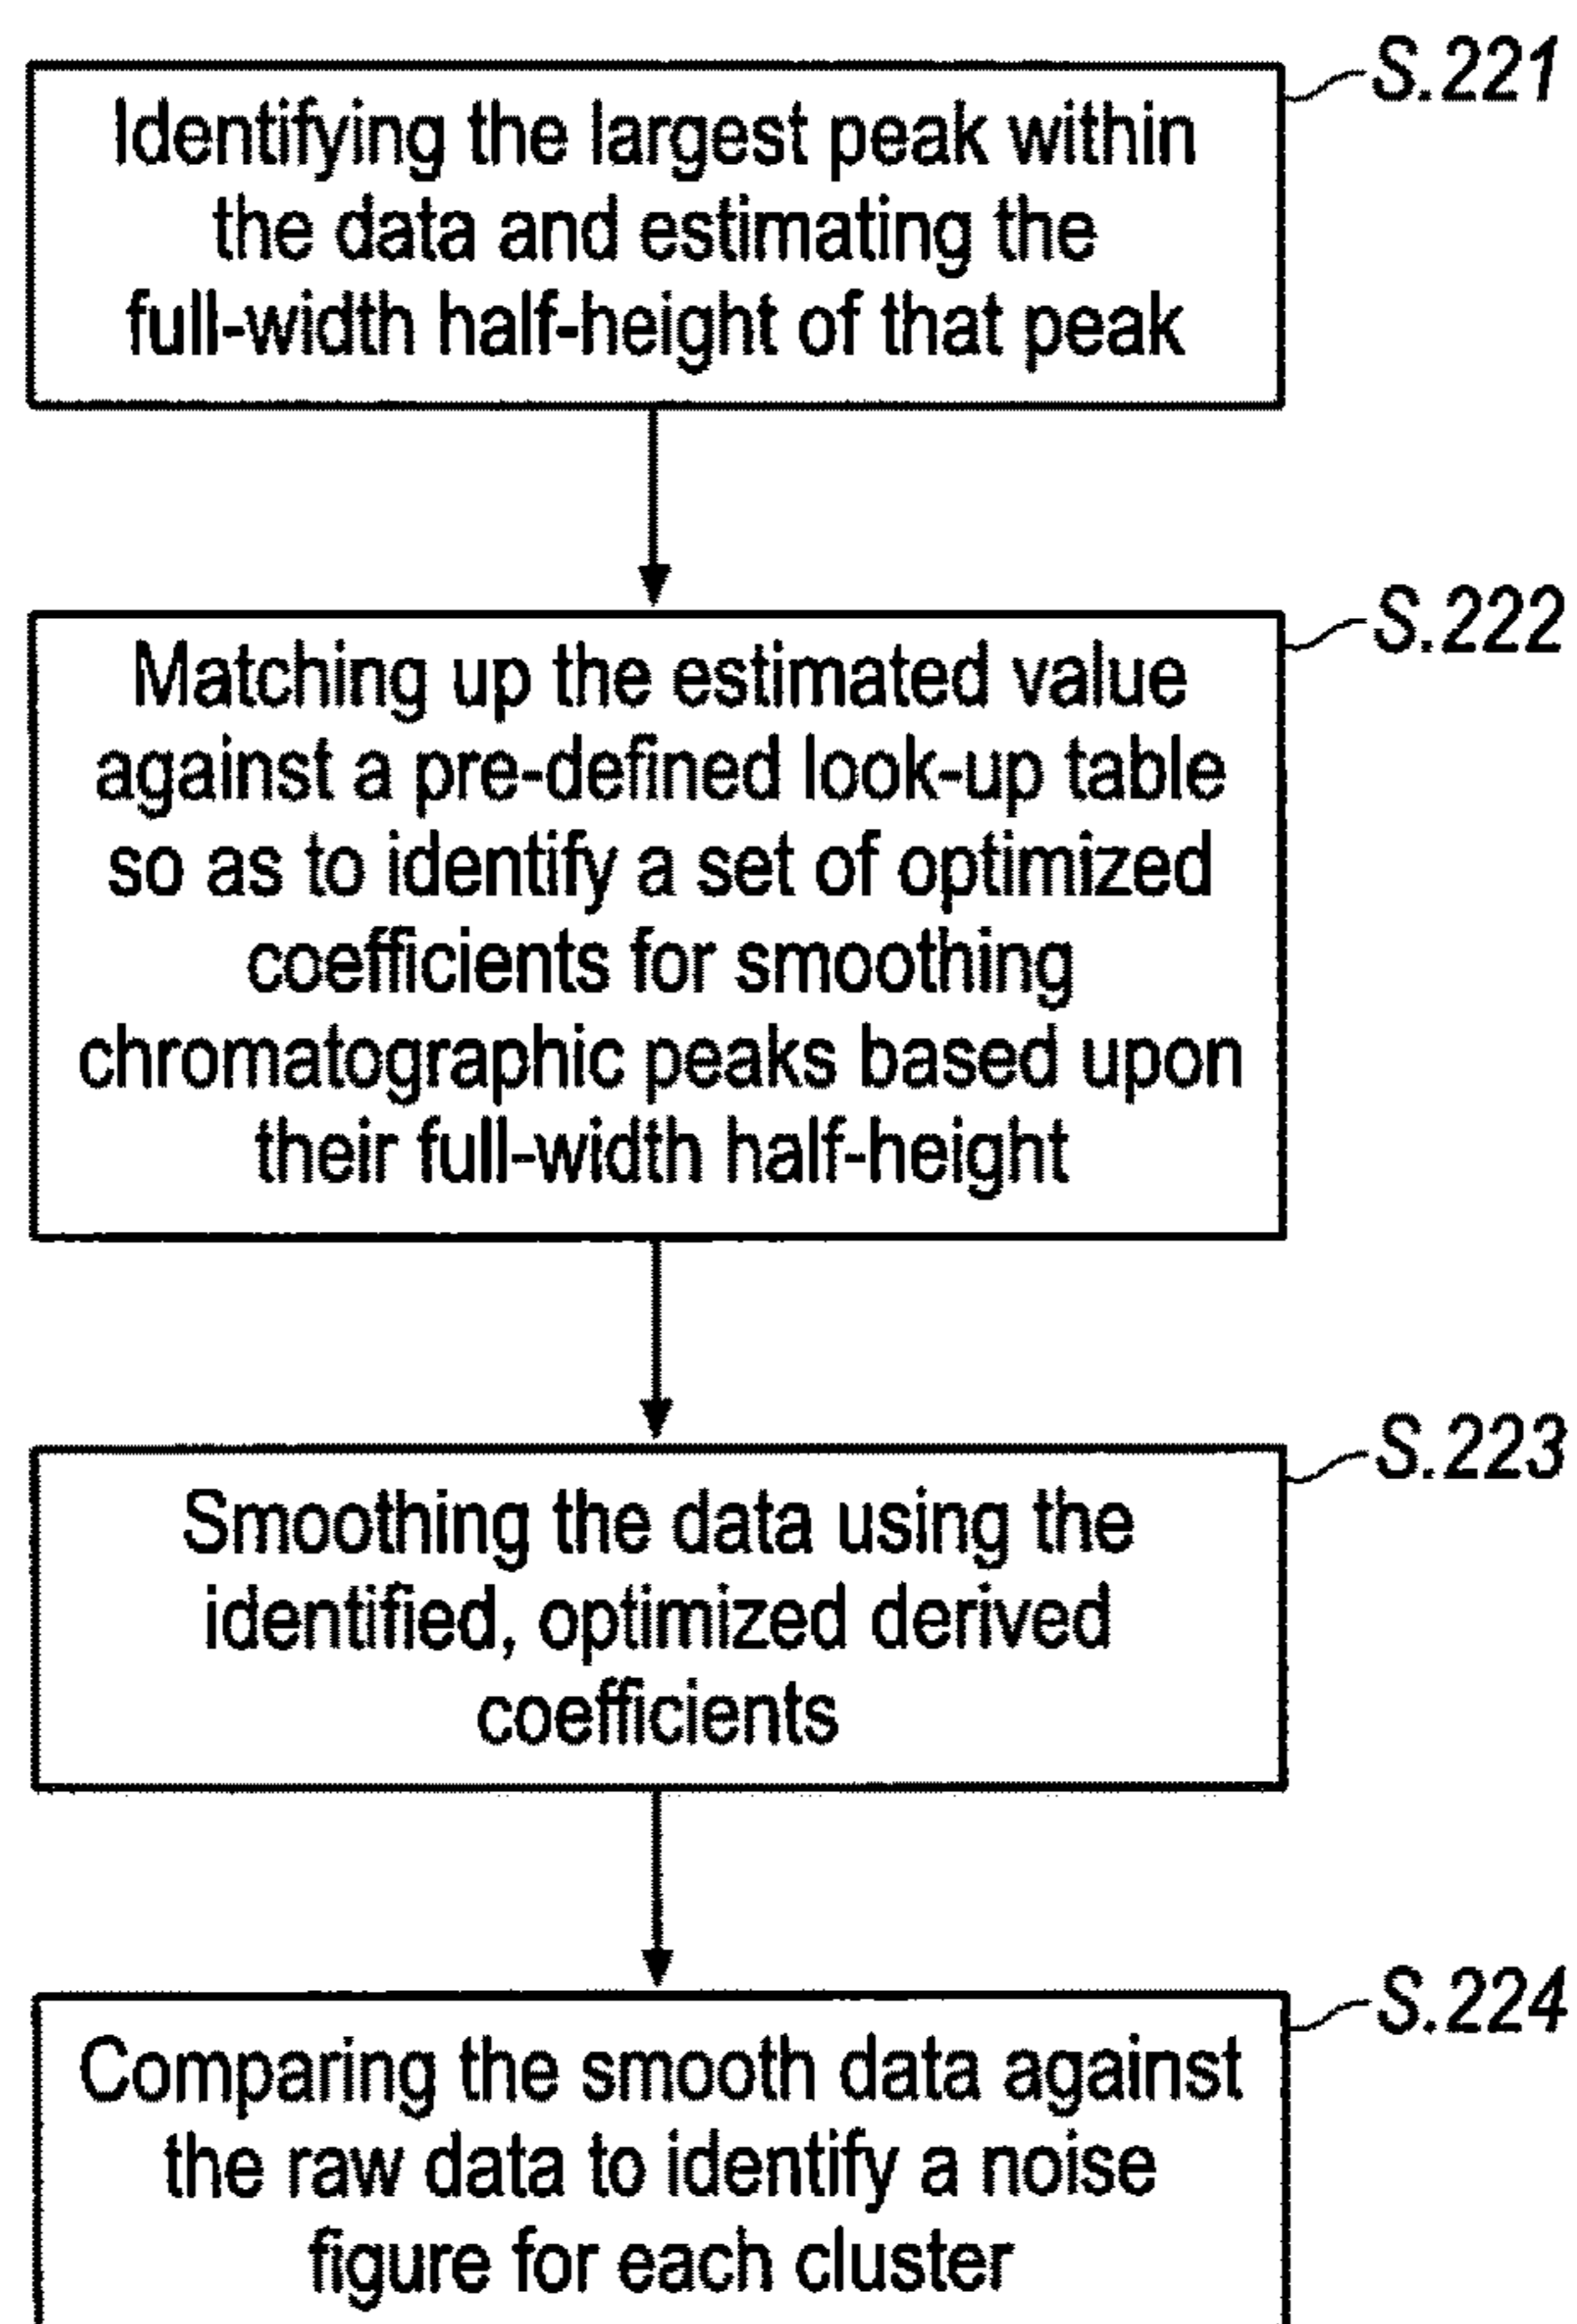 S.221
Identifying the largest peak within
the data and estimating the
full-width half-height of that peak
S.222
Matching up the estimated value
against a pre-defined look-up table
so as to identify a set of optimized
coefficients for smoothing
chromatographic peaks based upon
their full-width half-height
S.223
Smoothing the data using the
identified, optimized derived
coefficients
S.224
Comparing the smooth data against
the raw data to identify a noise
figure for each cluster